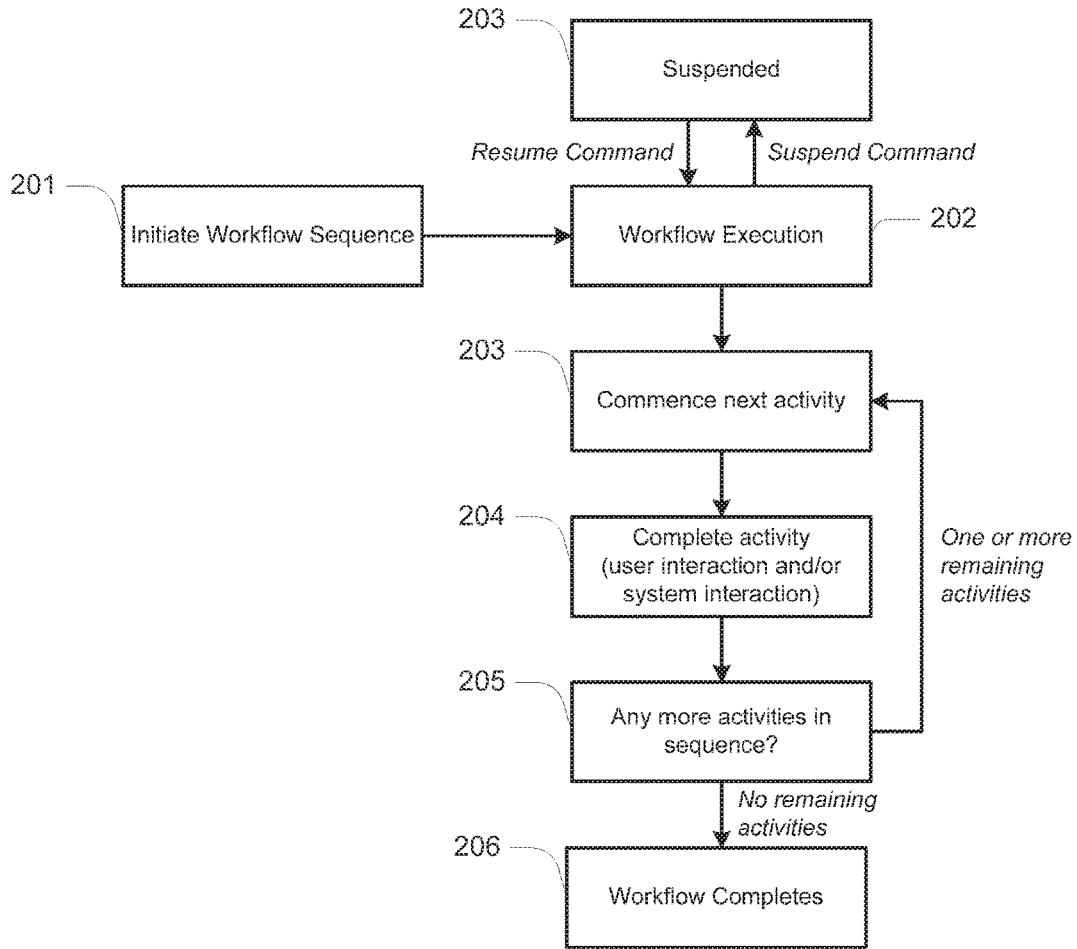 203
Suspended
Resume Command
Suspend Command
201
Initiate Workflow Sequence
Workflow Execution
202
203
Commence next activity
204
Complete activity
(user interaction and/or
system interaction)
One or more
remaining
activities
205
Any more activities in
sequence?
No remaining
activities
206
Workflow Completes